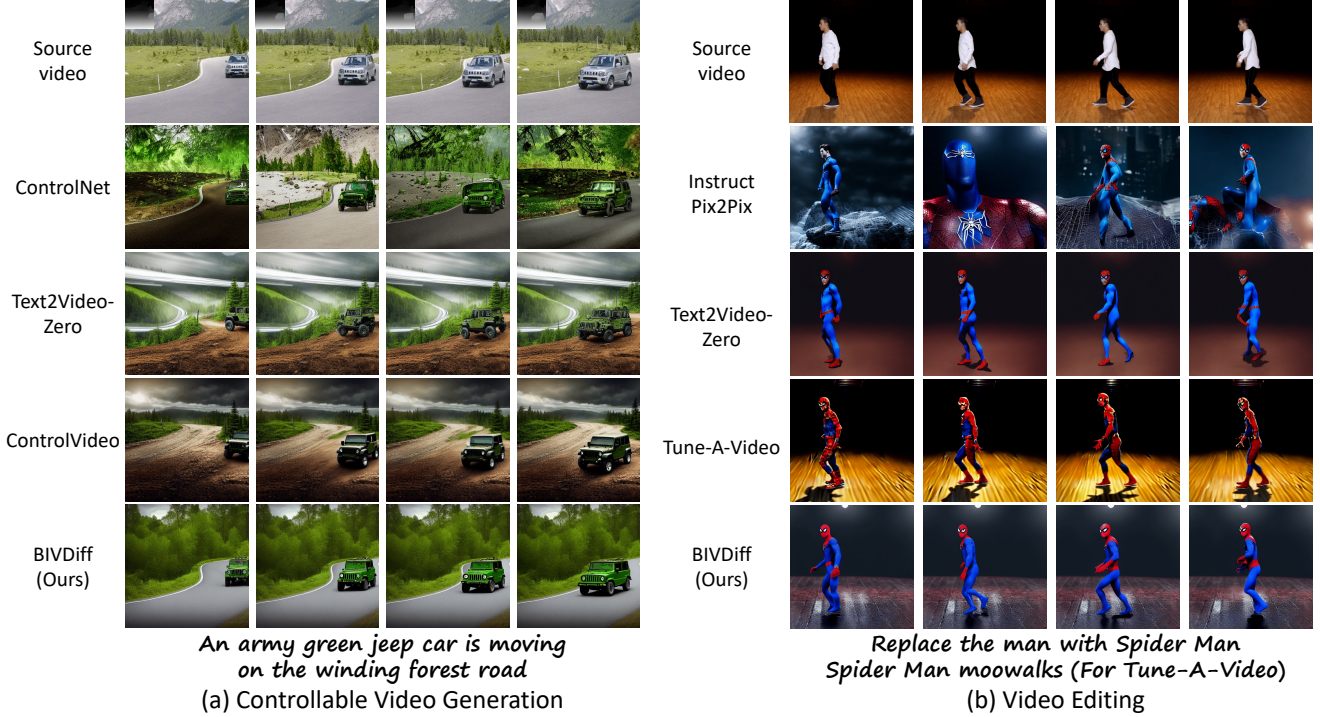 Source
video
ControlNet
Text2Video-
Zero
ControlVideo
BIVDiff
(Ours)
An army green jeep car is moving
on the winding forest road
(a) Controllable Video Generation
Source
video
Instruct
Pix2Pix
Text2Video-
Zero
Tune-A-Video
BIVDiff
(Ours)
Replace the man with Spider Man
Spider Man moowalks (For Tune-A-Video)
(b) Video Editing